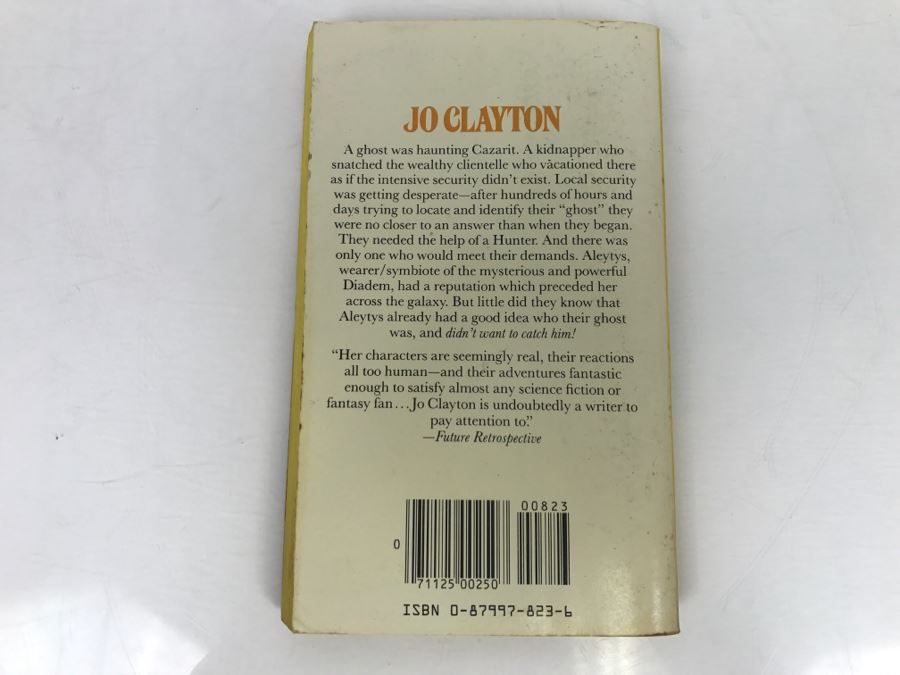 JO CLAYTON
A ghost was haunting Cazarit. A kidnapper who
snatched the wealthy clientelle who vacationed there
as if the intensive security didn't exist. Local security
was getting desperate—after hundreds of hours and
days trying to locate and identify their “ghost” they
were no closer to an answer than when they began.
They needed the help of a Hunter. And there was
only one who would meet their demands. Aleytys,
wearer/symbiote of the mysterious and powerful
Diadem, had a reputation which preceded her
across the galaxy. But little did they know that
Aleytys already had a good idea who their ghost
was, and didn't want to catch him!
“Her characters are seemingly real, their reactions
all too human—and their adventures fantastic
enough to satisfy almost any science fiction or
fantasy fan...Jo Clayton is undoubtedly a writer to
pay attention to.”
—Future Retrospective
00823
0
71125 00250
ISBN 0-87997-823-6